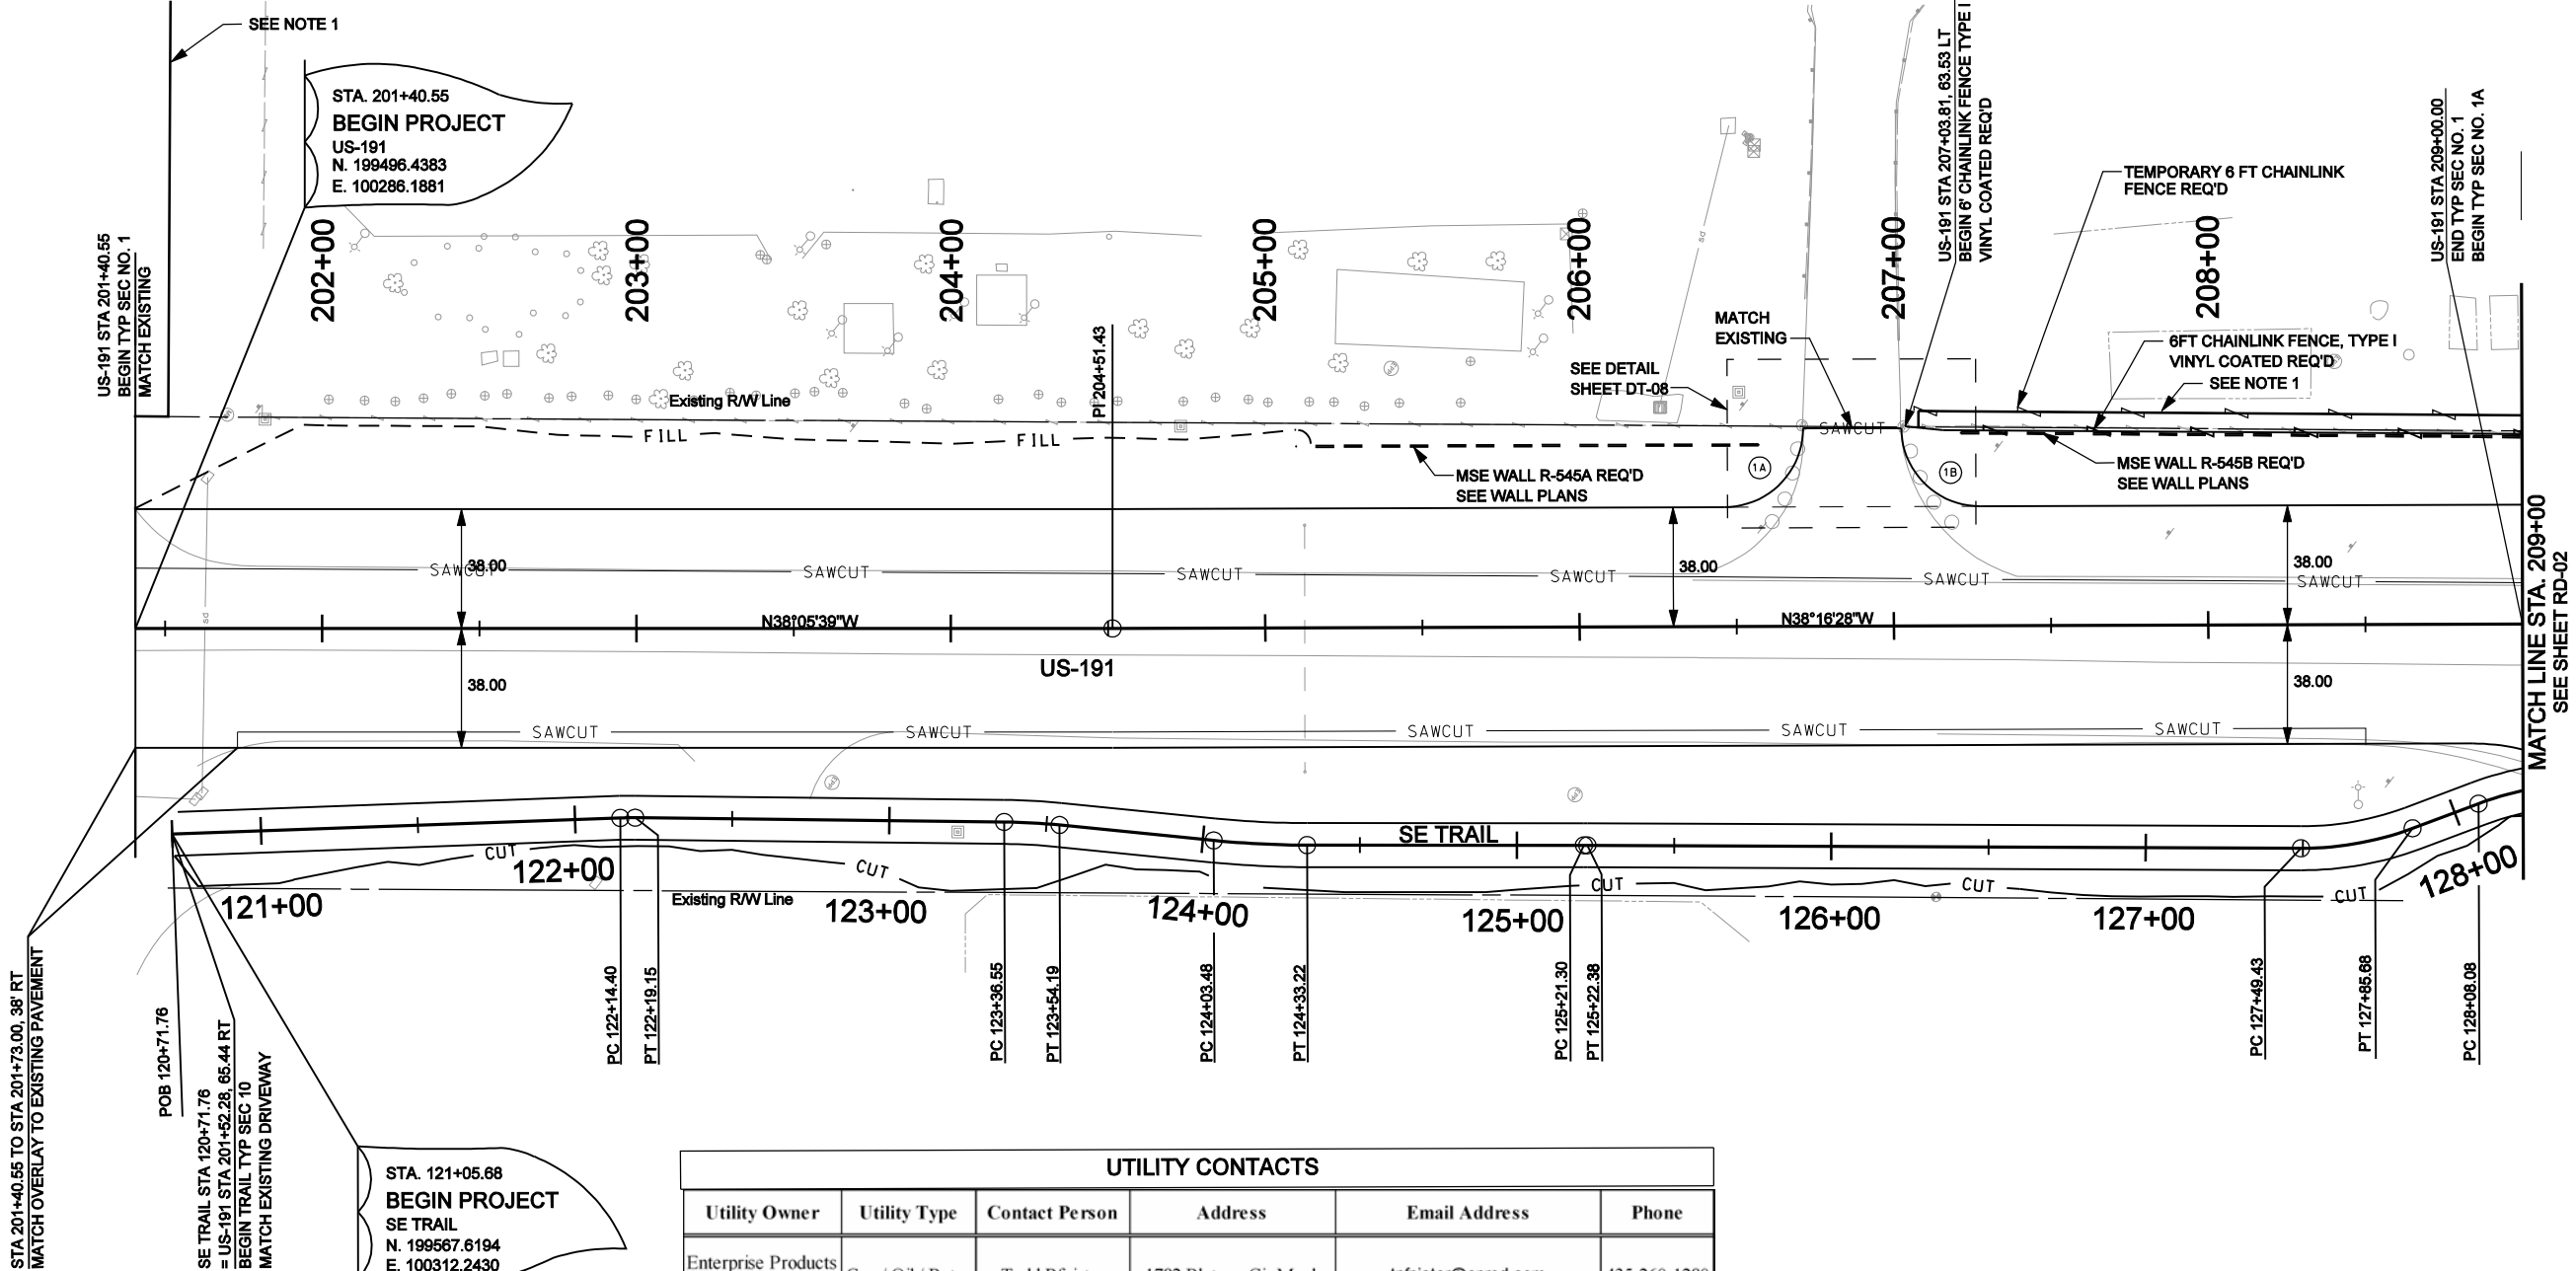 SEE NOTE 1
STA. 201+40.55
BEGIN PROJECT
US-191
N. 199496.4383
E. 100286.1881
US-191 STA 201+40.55
BEGIN TYP SEC NO. 1
MATCH EXISTING
202+00
203+00
204+00
205+00
206+00
207+00
208+00
PI 204+51.43
US-191 STA 207+03.81, 63.53 LT
BEGIN 6' CHAINLINK FENCE TYPE I
VINYL COATED REQ'D
TEMPORARY 6 FT CHAINLINK
FENCE REQ'D
US-191 STA 209+00.00
END TYP SEC NO. 1
BEGIN TYP SEC NO. 1A
MATCH
EXISTING
SEE DETAIL
SHEET DT-08
6FT CHAINLINK FENCE, TYPE I
VINYL COATED REQ'D
SEE NOTE 1
Existing R/W Line
FILL
FILL
SAWCUT
1A
1B
MSE WALL R-545A REQ'D
SEE WALL PLANS
MSE WALL R-545B REQ'D
SEE WALL PLANS
sd
sd
38.00
38.00
38.00
SAWCUT
SAWCUT
SAWCUT
SAWCUT
SAWCUT
SAWCUT
N38°05'39"W
N38°16'28"W
US-191
38.00
38.00
SAWCUT
SAWCUT
SAWCUT
SAWCUT
SAWCUT
MATCH LINE STA. 209+00
SEE SHEET RD-02
SE TRAIL
CUT
CUT
CUT
CUT
CUT
Existing R/W Line
121+00
122+00
123+00
124+00
125+00
126+00
127+00
128+00
STA 201+40.55 TO STA 201+73.00, 38' RT
MATCH OVERLAY TO EXISTING PAVEMENT
POB 120+71.76
SE TRAIL STA 120+71.76
= US-191 STA 201+52.28, 65.44 RT
BEGIN TRAIL TYP SEC 10
MATCH EXISTING DRIVEWAY
PC 122+14.40
PT 122+19.15
PC 123+36.55
PT 123+54.19
PC 124+03.48
PT 124+33.22
PC 125+21.30
PT 125+22.38
PC 127+49.43
PT 127+85.68
PC 128+08.08
STA. 121+05.68
BEGIN PROJECT
SE TRAIL
N. 199567.6194
E. 100312.2430
UTILITY CONTACTS
Utility Owner Utility Type Contact Person Address Email Address Phone
Enterprise Products